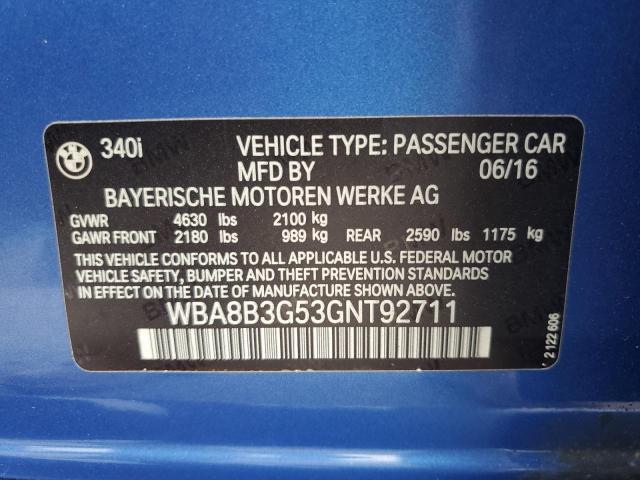 BMW 340i VEHICLE TYPE: PASSENGER CAR
MFD BY 06/16
BAYERISCHE MOTOREN WERKE AG
GVWR 4630 lbs 2100 kg
GAWR FRONT 2180 lbs 989 kg REAR 2590 lbs 1175 kg
THIS VEHICLE CONFORMS TO ALL APPLICABLE U.S. FEDERAL MOTOR
VEHICLE SAFETY, BUMPER AND THEFT PREVENTION STANDARDS
IN EFFECT ON THE DATE OF MANUFACTURE SHOWN ABOVE.
WBA8B3G53GNT92711
2 122 606